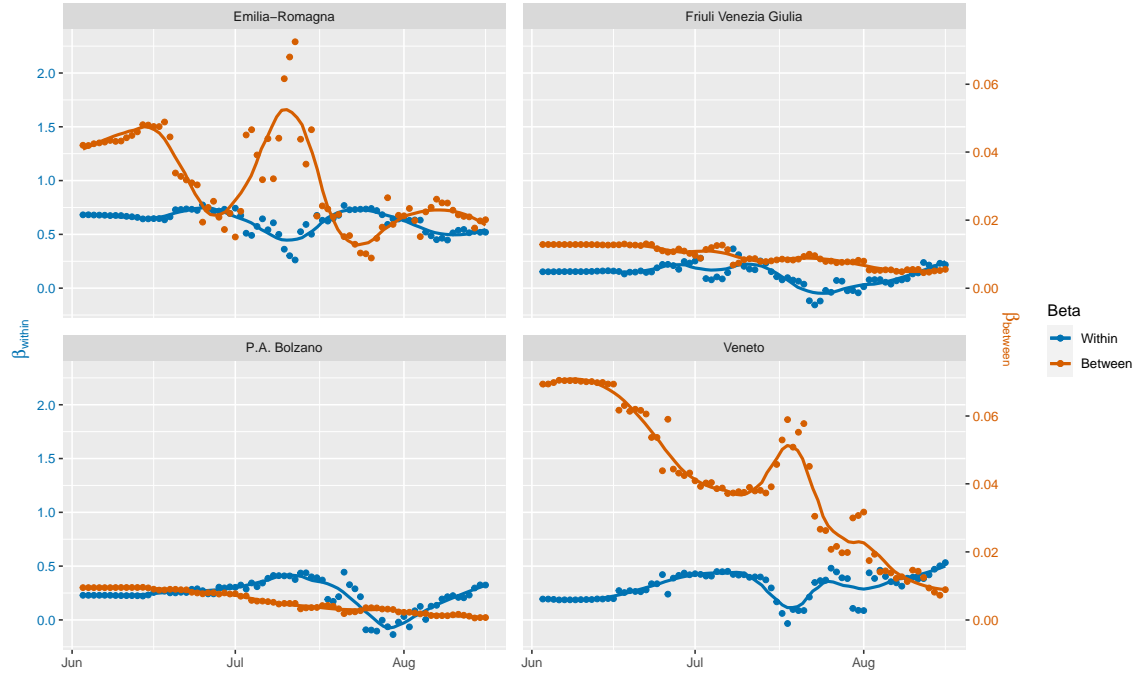 Emilia−Romagna
Friuli Venezia Giulia
2.0
1.5
1.0
0.5
0.0
0.06
0.04
0.02
0.00
βwithin
βbetween
P.A. Bolzano
Veneto
2.0
1.5
1.0
0.5
0.0
0.06
0.04
0.02
0.00
Jun
Jul
Aug
Jun
Jul
Aug
Beta
Within
Between